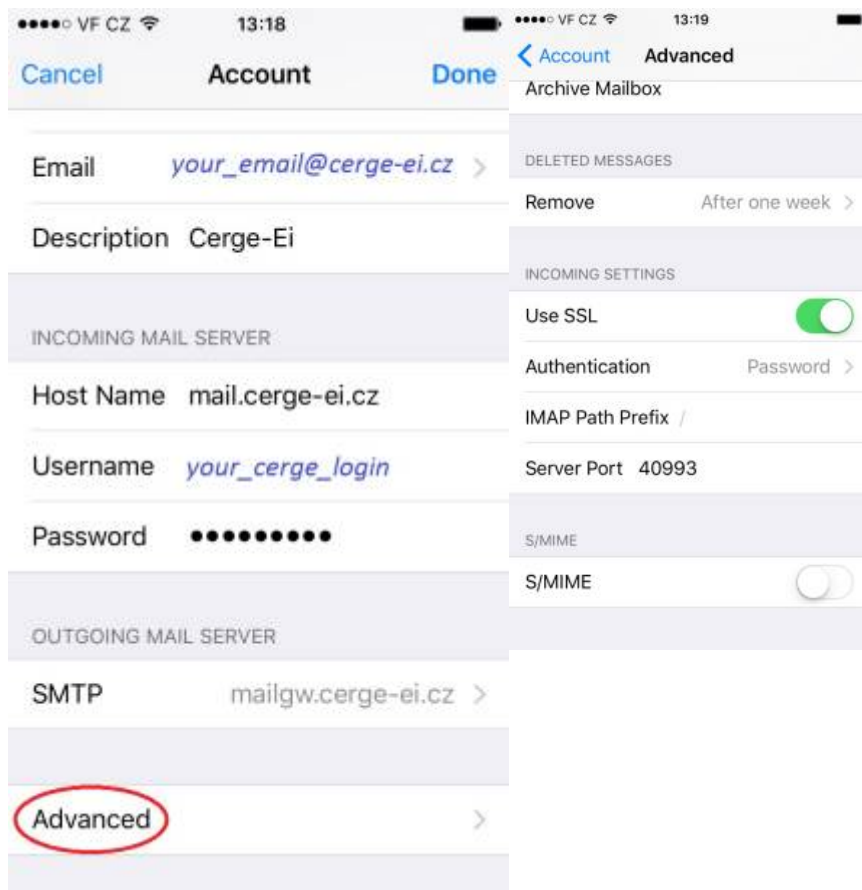 VF CZ 13:18
Cancel Account Done
Email your_email@cerge-ei.cz
Description Cerge-Ei
INCOMING MAIL SERVER
Host Name mail.cerge-ei.cz
Username your_cerge_login
Password •••••••••
OUTGOING MAIL SERVER
SMTP mailgw.cerge-ei.cz
Advanced
VF CZ 13:19
Account Advanced
Archive Mailbox
DELETED MESSAGES
Remove After one week
INCOMING SETTINGS
Use SSL
Authentication Password
IMAP Path Prefix /
Server Port 40993
S/MIME
S/MIME